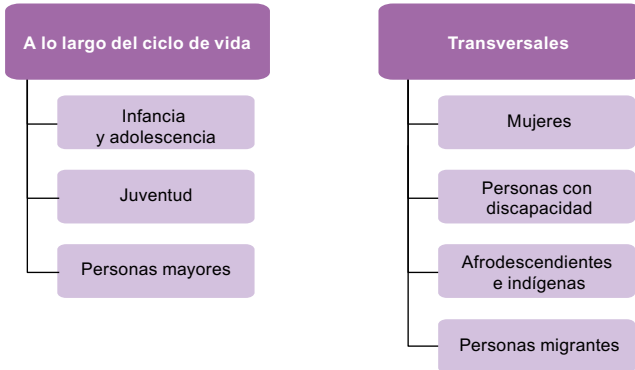 A lo largo del ciclo de vida
Infancia
y adolescencia
Juventud
Personas mayores
Transversales
Mujeres
Personas con
discapacidad
Afrodescendientes
e indígenas
Personas migrantes